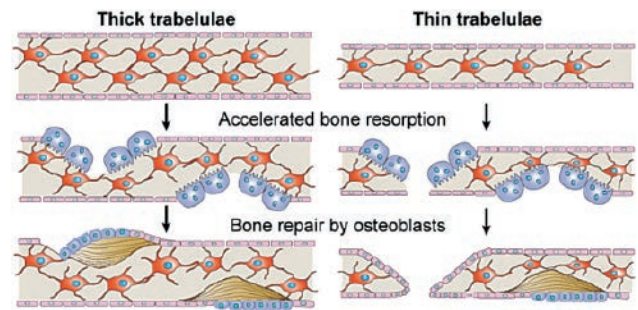 Thick trabelulae
Thin trabelulae
Accelerated bone resorption
Bone repair by osteoblasts